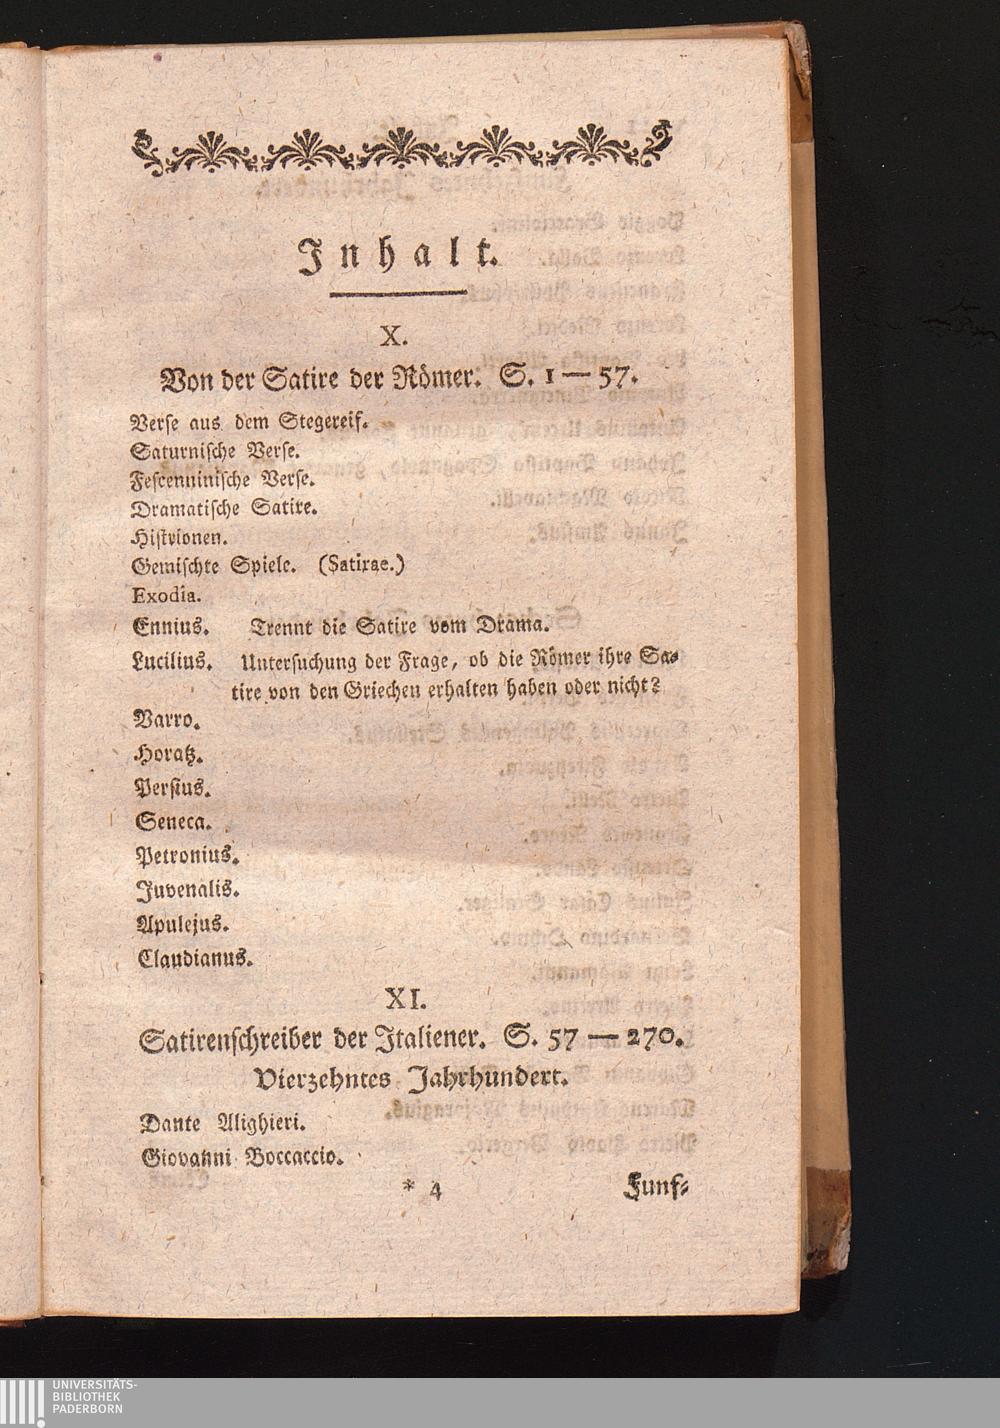 Inhalt.
X.
Von der Satire der Römer. S. 1 — 57.
Verse aus dem Stegereif.
Saturnische Verse.
Fescenninische Verse.
Dramatische Satire.
Histrionen.
Gemischte Spiele. (Satirae.)
Exodia.
Ennius. Trennt die Satire vom Drama.
Lucilius. Untersuchung der Frage, ob die Römer ihre Sa-
tire von den Griechen erhalten haben oder nicht?
Varro.
Horatz.
Persius.
Seneca.
Petronius.
Juvenalis.
Apulejus.
Claudianus.
XI.
Satirenschreiber der Italiener. S. 57 — 270.
Vierzehntes Jahrhundert.
Dante Alighieri.
Giovanni Boccaccio.
* 4 Funf-
UNIVERSITÄTS-
BIBLIOTHEK
PADERBORN